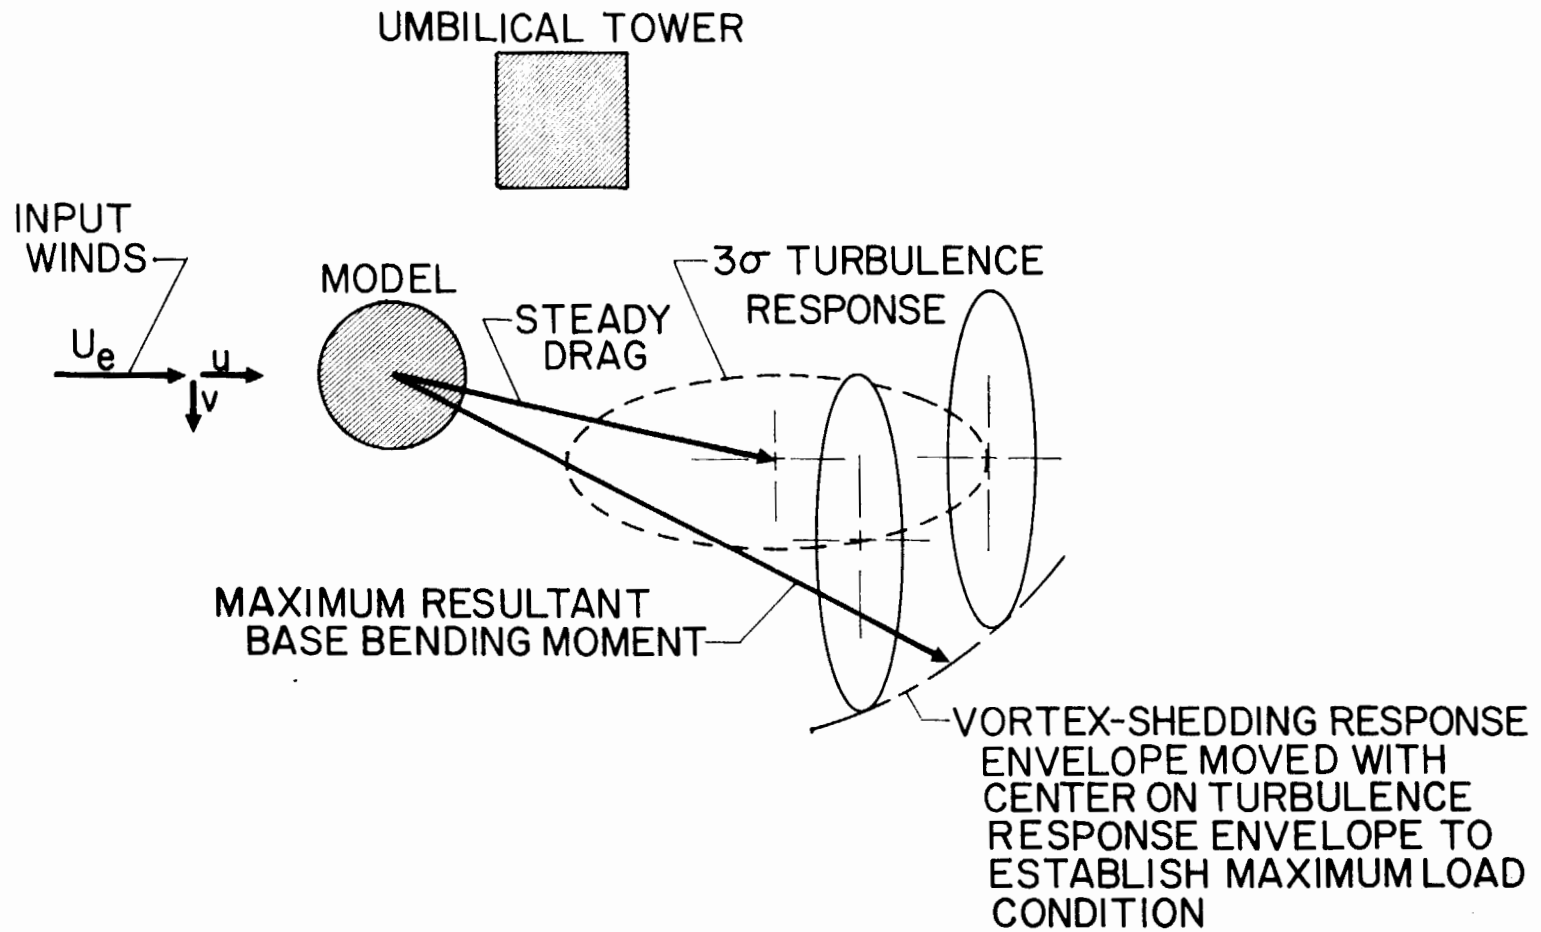 UMBILICAL TOWER
INPUT
WINDS
MODEL
U_e
u
v
STEADY
DRAG
3σ TURBULENCE
RESPONSE
MAXIMUM RESULTANT
BASE BENDING MOMENT
VORTEX-SHEDDING RESPONSE
ENVELOPE MOVED WITH
CENTER ON TURBULENCE
RESPONSE ENVELOPE TO
ESTABLISH MAXIMUM LOAD
CONDITION